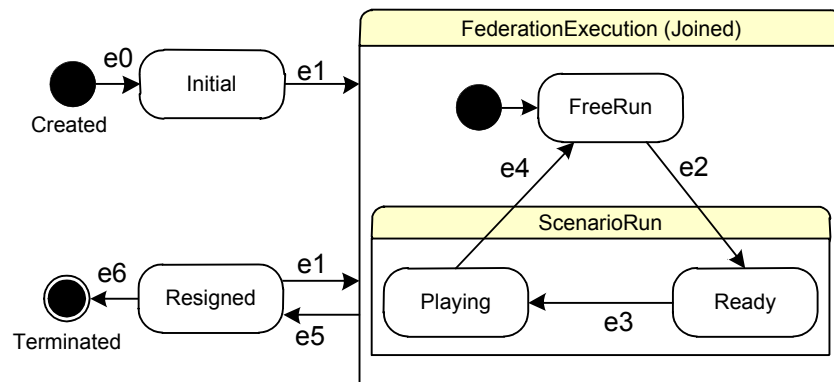 FederationExecution (Joined)
e0
Initial
e1
Created
FreeRun
e4
e2
ScenarioRun
e6
Resigned
e1
Playing
Ready
e5
e3
Terminated